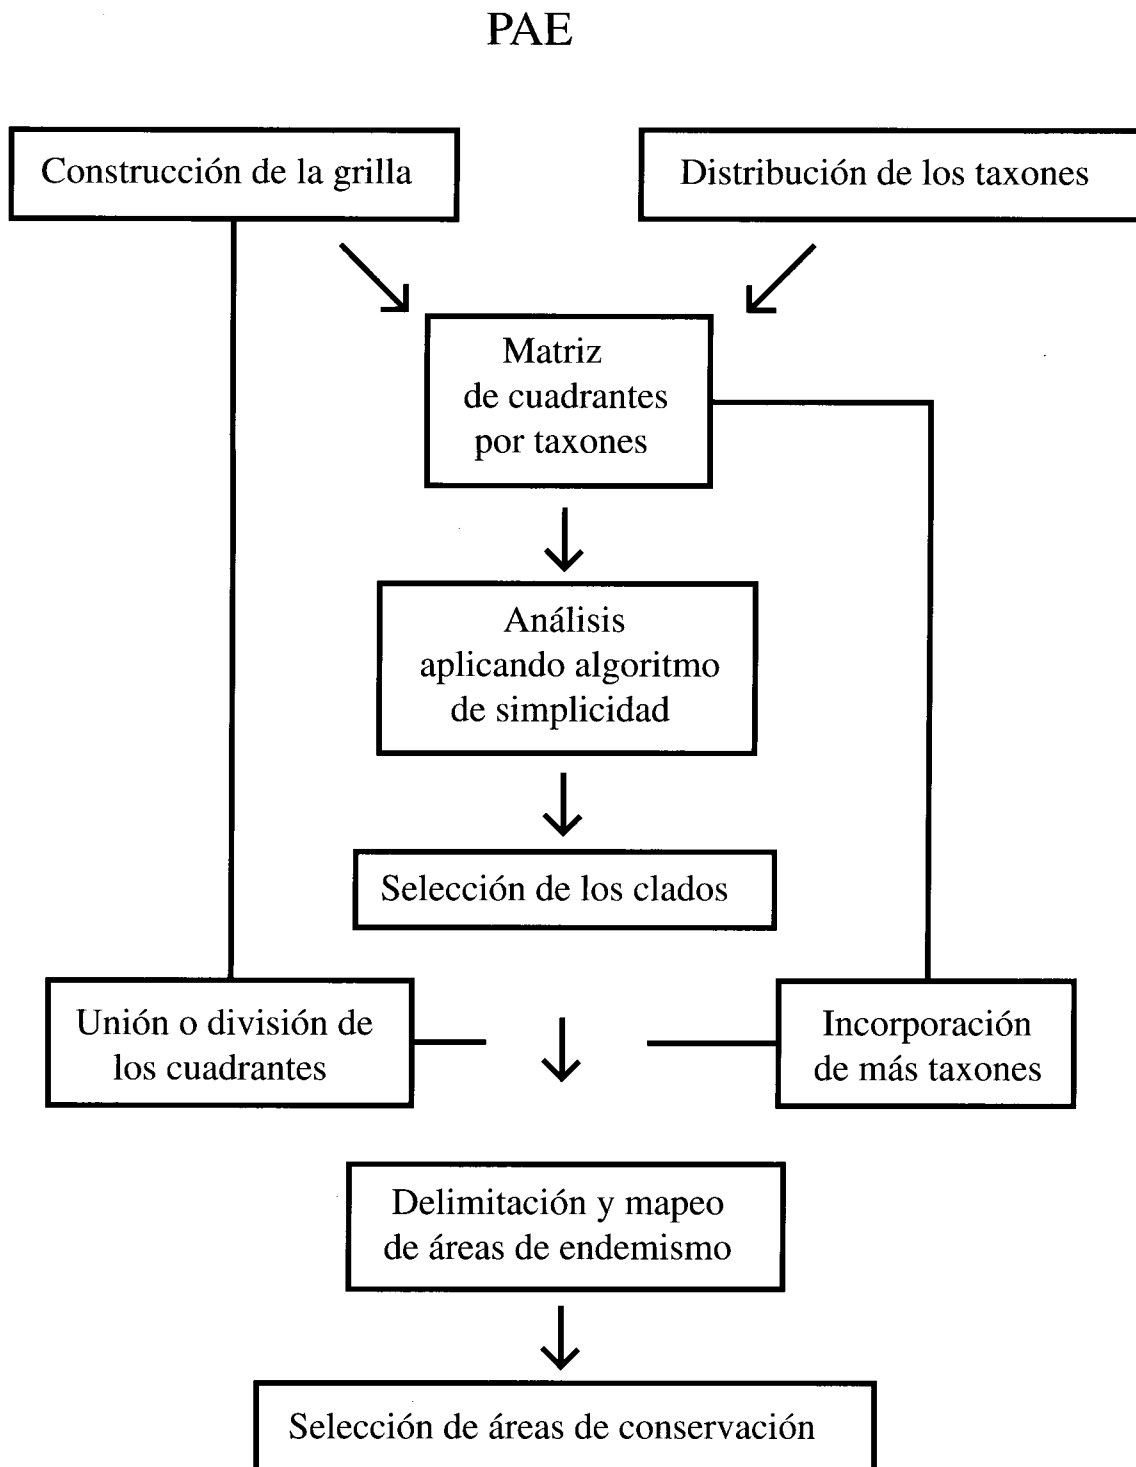 PAE
Construcción de la grilla
Distribución de los taxones
Matriz
de cuadrantes
por taxones
Análisis
aplicando algoritmo
de simplicidad
Selección de los clados
Unión o división de
los cuadrantes
Incorporación
de más taxones
Delimitación y mapeo
de áreas de endemismo
Selección de áreas de conservación